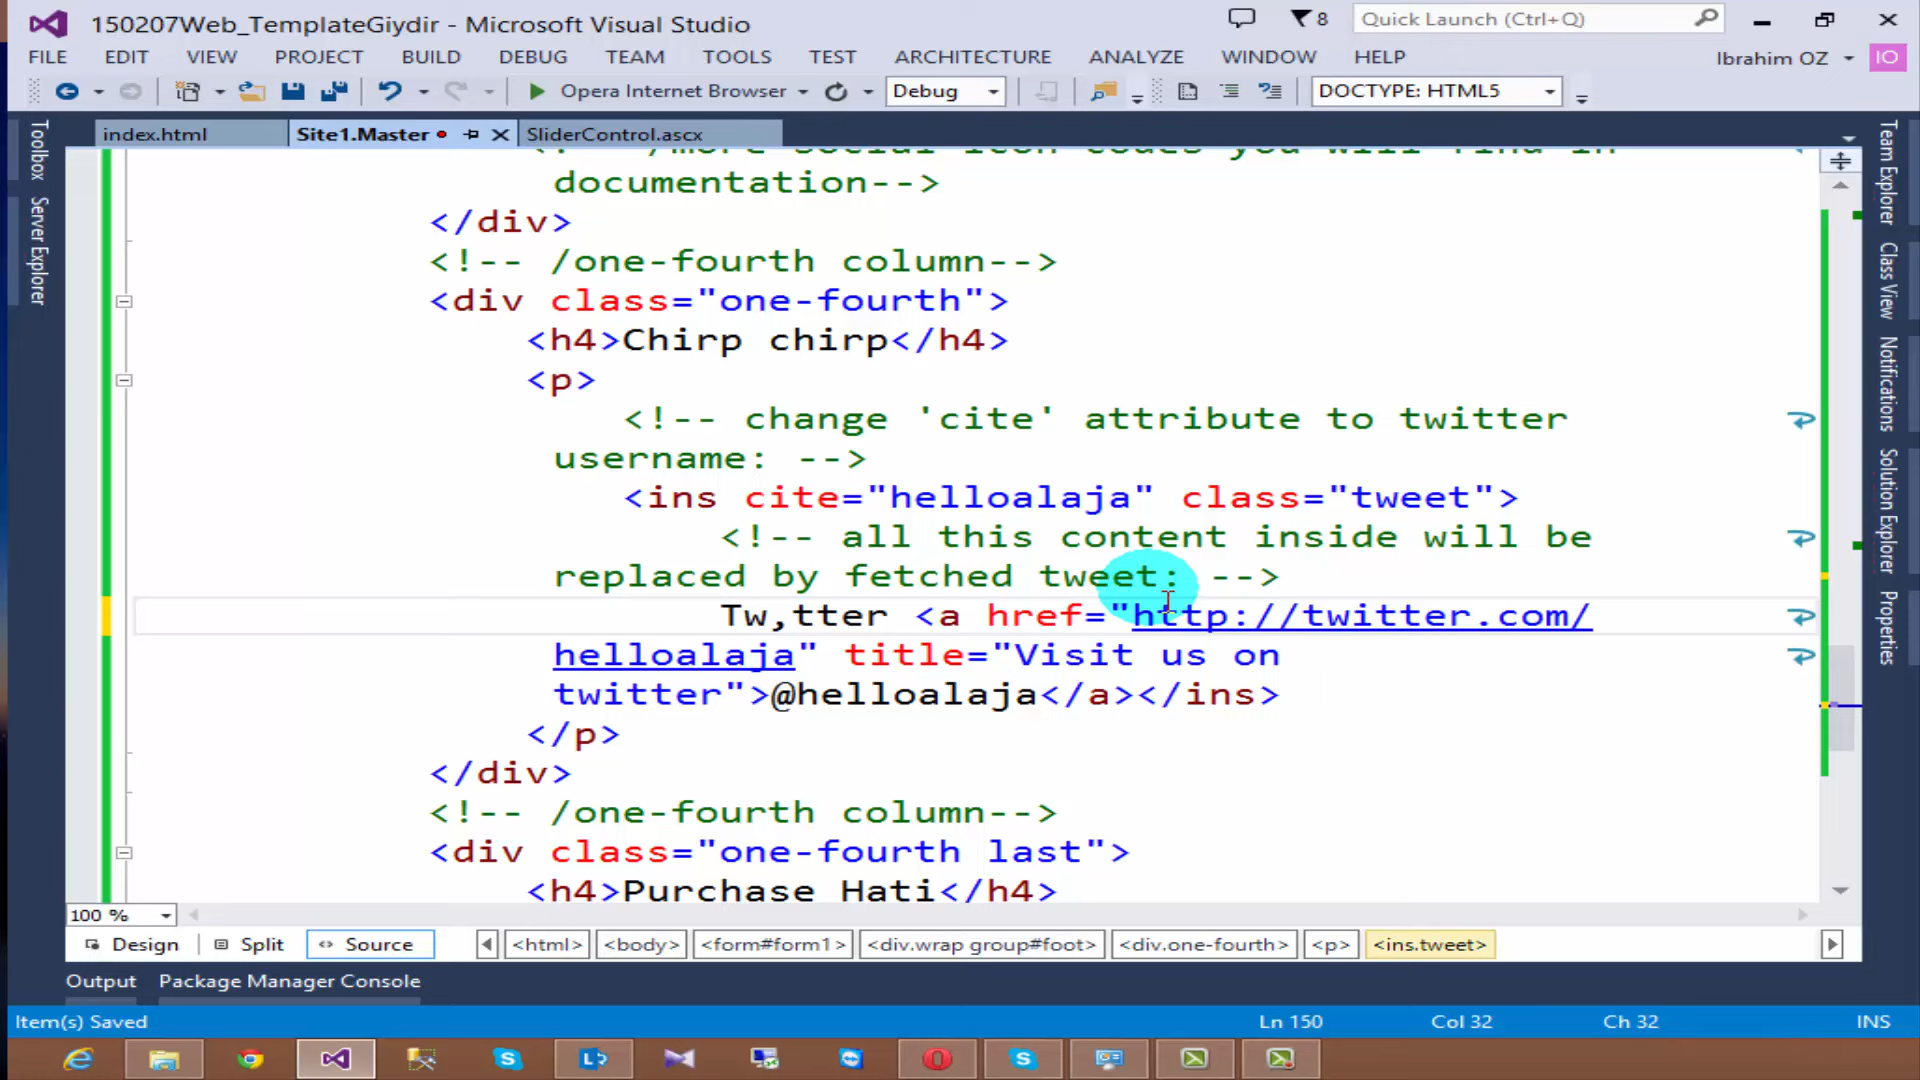 150207Web_TemplateGiydir - Microsoft Visual Studio
8
Quick Launch (Ctrl+Q)
FILE EDIT VIEW PROJECT BUILD DEBUG TEAM TOOLS TEST ARCHITECTURE ANALYZE WINDOW HELP
Ibrahim OZ IO
Opera Internet Browser Debug DOCTYPE: HTML5
index.html Site1.Master SliderControl.ascx
Toolbox
Server Explorer
documentation-->
</div>
<!-- /one-fourth column-->
<div class="one-fourth">
<h4>Chirp chirp</h4>
<p>
<!-- change 'cite' attribute to twitter
username: -->
<ins cite="helloalaja" class="tweet">
<!-- all this content inside will be
replaced by fetched tweet: -->
Tw,tter <a href="http://twitter.com/
helloalaja" title="Visit us on
twitter">@helloalaja</a></ins>
</p>
</div>
<!-- /one-fourth column-->
<div class="one-fourth last">
<h4>Purchase Hati</h4>
Team Explorer
Class View
Notifications
Solution Explorer
Properties
100 %
Design Split Source <html> <body> <form#form1> <div.wrap group#foot> <div.one-fourth> <p> <ins.tweet>
Output Package Manager Console
Item(s) Saved Ln 150 Col 32 Ch 32 INS